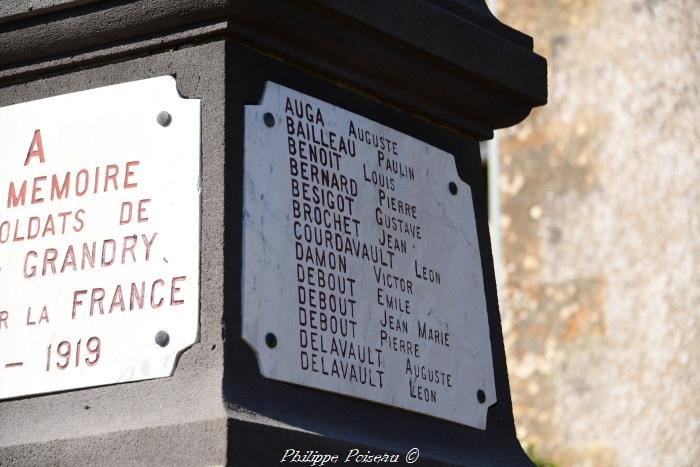 A
MEMOIRE
SOLDATS DE
GRANDRY
LA FRANCE
- 1919
AUGA AUGUSTE
BAILLEAU PAULIN
BENOIT LOUIS
BERNARD PIERRE
BESIGOT GUSTAVE
BROCHET JEAN
COURDAVAULT LEON
DAMON VICTOR
DEBOUT EMILE
DEBOUT JEAN MARIE
DEBOUT PIERRE
DELAVAULT AUGUSTE
DELAVAULT LEON
Philippe Poiseau ©